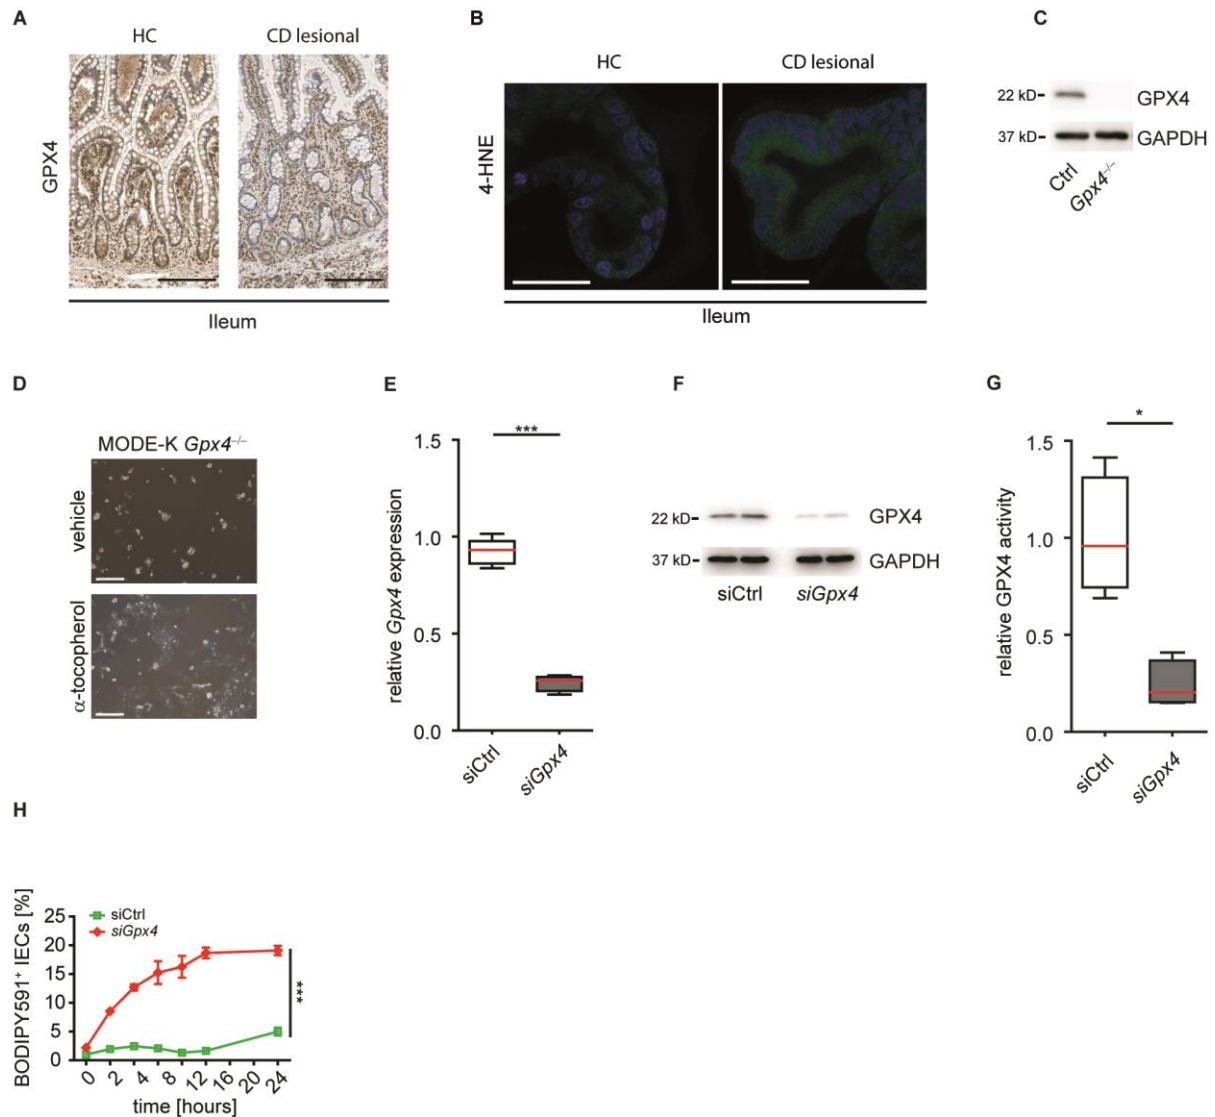 A
HC
CD lesional
GPX4
Ileum
B
HC
CD lesional
4-HNE
Ileum
C
22 kD
GPX4
37 kD
GAPDH
Ctrl
Gpx4⁻/⁻
D
MODE-K Gpx4⁻/⁻
vehicle
α-tocopherol
E
***
relative Gpx4 expression
1.5
1.0
0.5
0.0
siCtrl
siGpx4
F
22 kD
GPX4
37 kD
GAPDH
siCtrl
siGpx4
G
*
relative GPX4 activity
1.5
1.0
0.5
0.0
siCtrl
siGpx4
H
BODIPY591⁺ IECs [%]
25
20
15
10
5
0
siCtrl
siGpx4
***
0 2 4 6 8 10 12 16 20 24
time [hours]